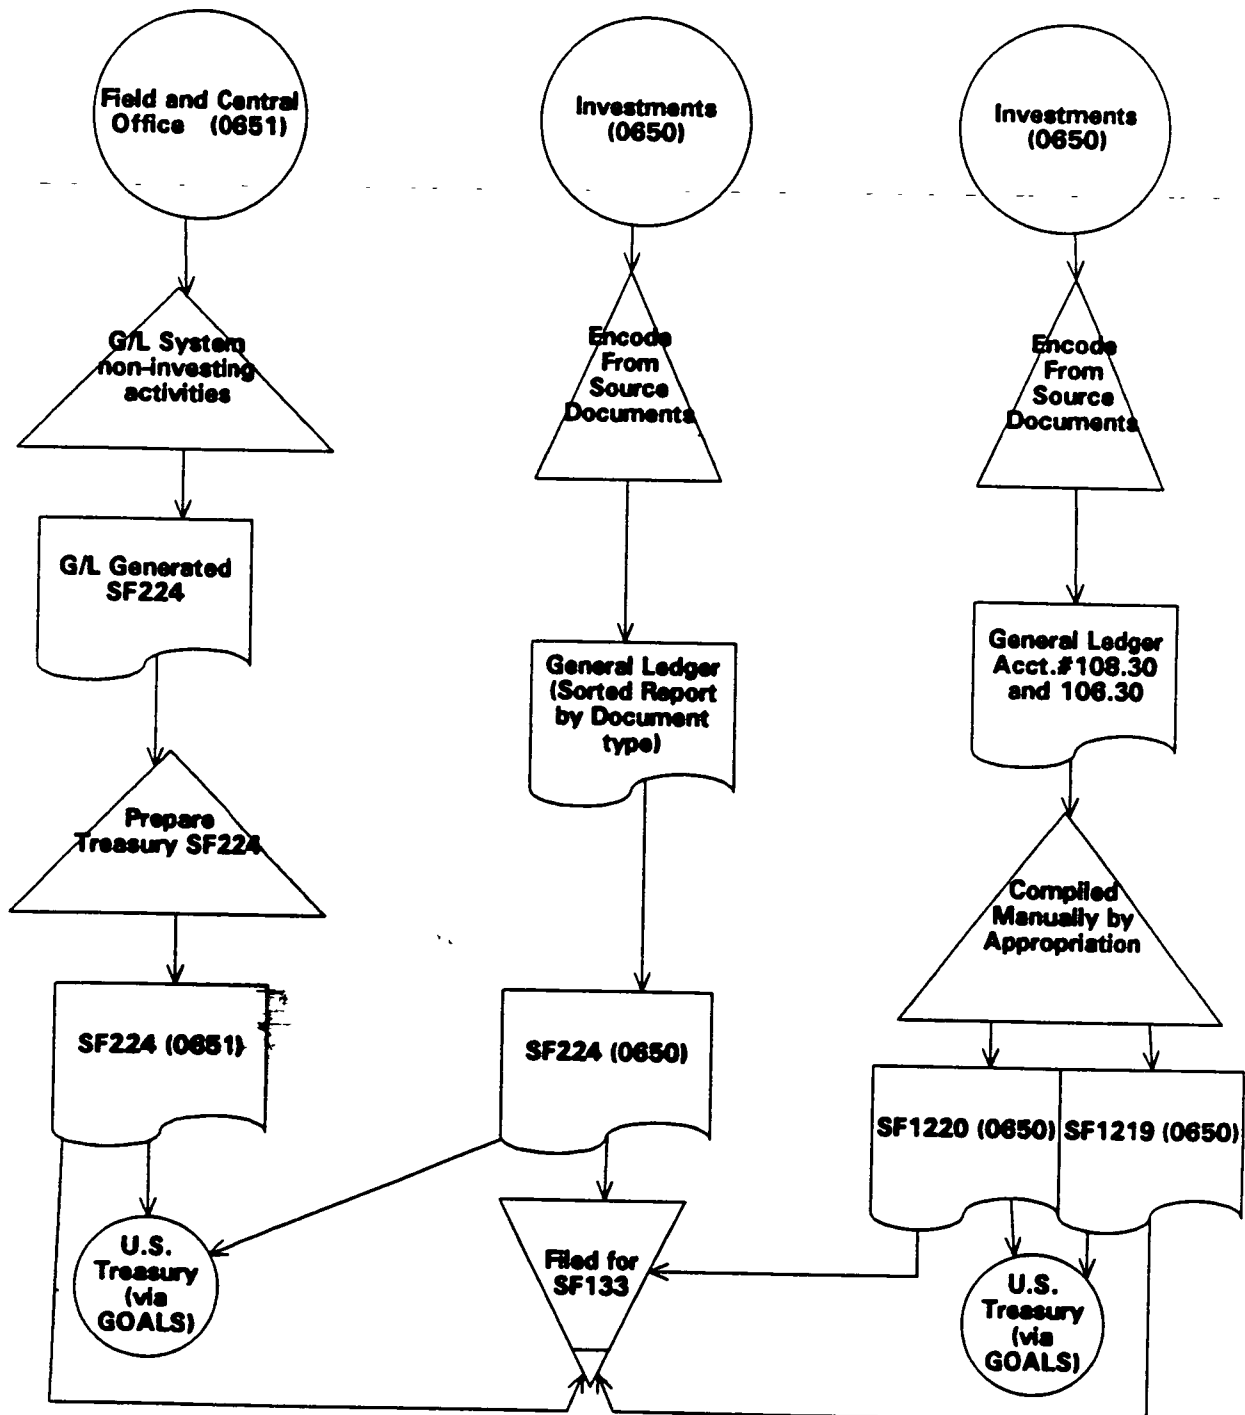 Field and Central
Office (0651)
G/L System
non-investing
activities
G/L Generated
SF224
Prepare
Treasury SF224
SF224 (0651)
U.S.
Treasury
(via
GOALS)
Investments
(0650)
Encode
From
Source
Documents
General Ledger
(Sorted Report
by Document
type)
SF224 (0650)
Filed for
SF133
Investments
(0650)
Encode
From
Source
Documents
General Ledger
Acct.#108.30
and 106.30
Compiled
Manually by
Appropriation
SF1220 (0650)
SF1219 (0650)
U.S.
Treasury
(via
GOALS)